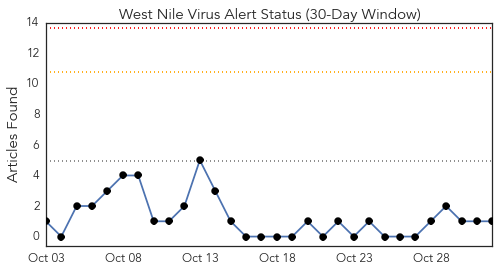 West Nile Virus Alert Status (30-Day Window)
Articles Found
14
12
10
8
6
4
2
0
Oct 03 Oct 08 Oct 13 Oct 18 Oct 23 Oct 28